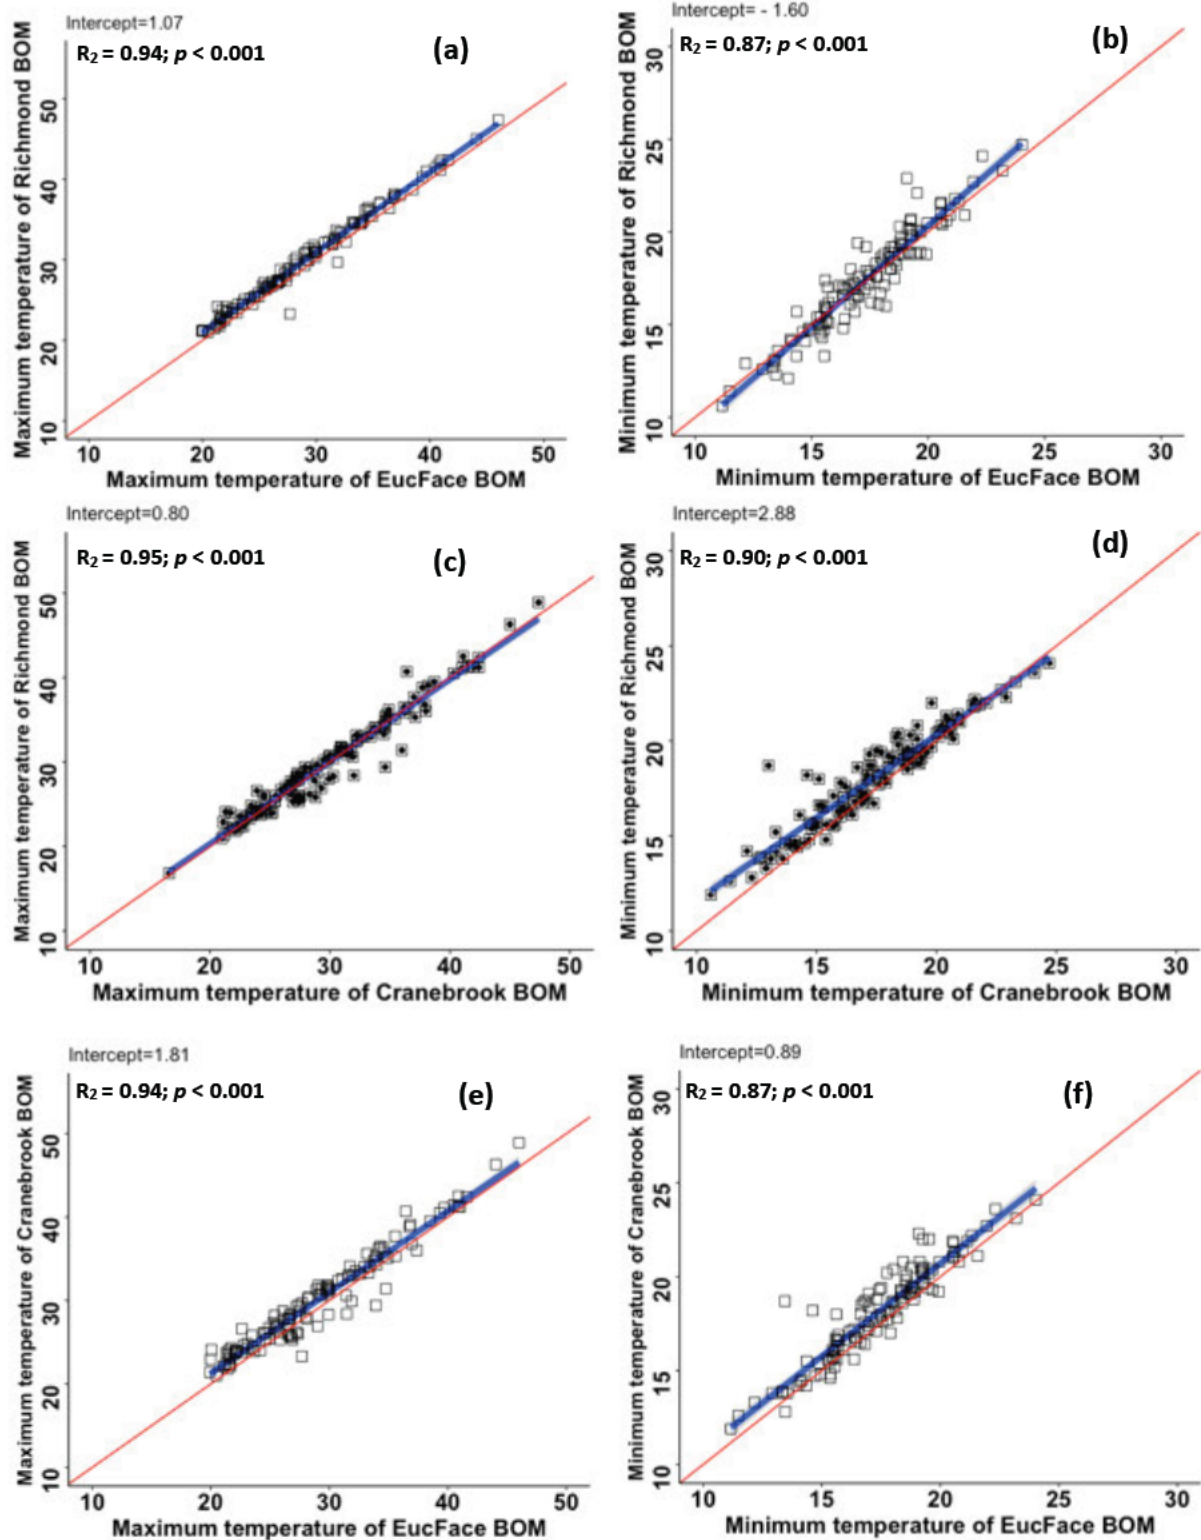 Intercept=1.07
R2 = 0.94; p < 0.001
(a)
Maximum temperature of Richmond BOM
50
40
30
20
10
10 20 30 40 50
Maximum temperature of EucFace BOM
Intercept= - 1.60
R2 = 0.87; p < 0.001
(b)
Minimum temperature of Richmond BOM
30
25
20
15
10
10 15 20 25 30
Minimum temperature of EucFace BOM
Intercept=0.80
R2 = 0.95; p < 0.001
(c)
Maximum temperature of Richmond BOM
50
40
30
20
10
10 20 30 40 50
Maximum temperature of Cranebrook BOM
Intercept=2.88
R2 = 0.90; p < 0.001
(d)
Minimum temperature of Richmond BOM
30
25
20
15
10
10 15 20 25 30
Minimum temperature of Cranebrook BOM
Intercept=1.81
R2 = 0.94; p < 0.001
(e)
Maximum temperature of Cranebrook BOM
50
40
30
20
10
10 20 30 40 50
Maximum temperature of EucFace BOM
Intercept=0.89
R2 = 0.87; p < 0.001
(f)
Minimum temperature of Cranebrook BOM
30
25
20
15
10
10 15 20 25 30
Minimum temperature of EucFace BOM